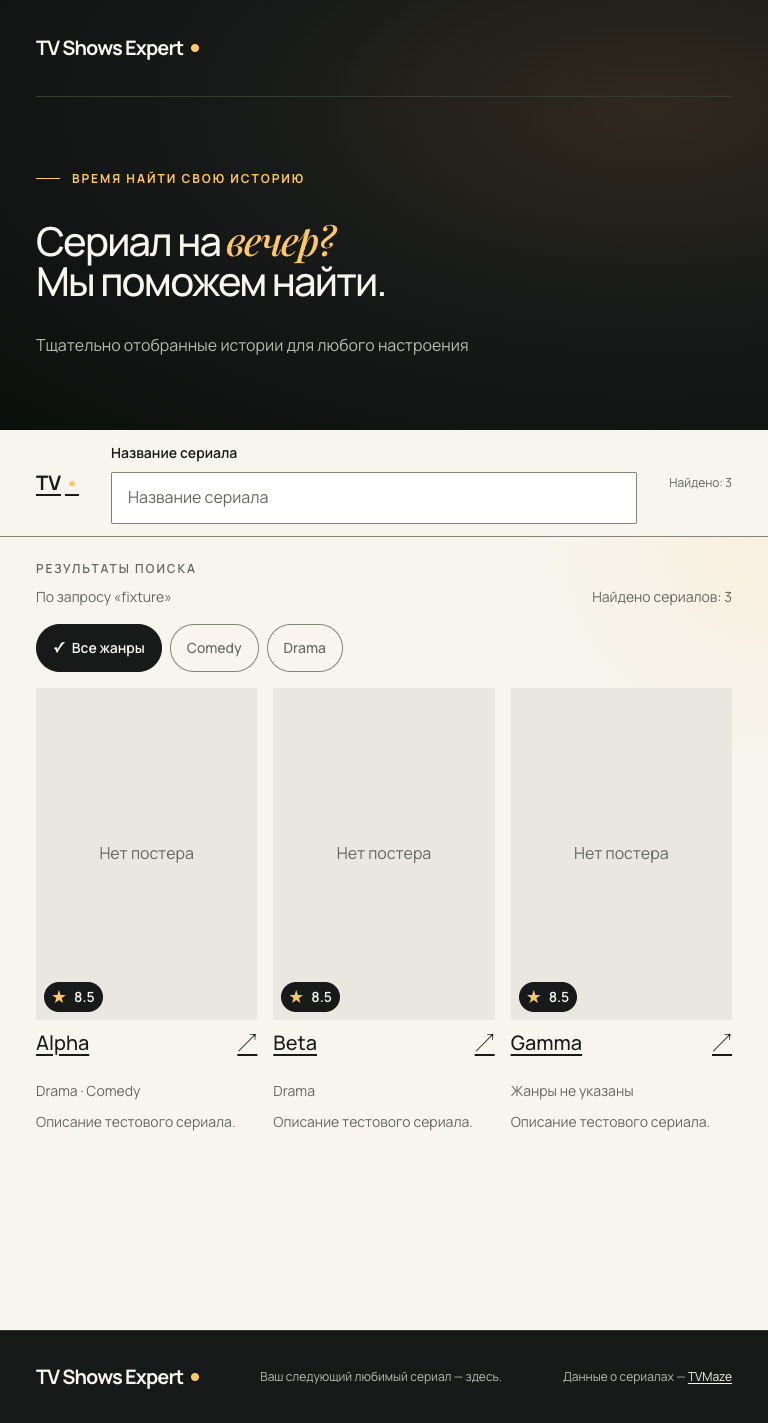 TV Shows Expert
ВРЕМЯ НАЙТИ СВОЮ ИСТОРИЮ
Сериал на вечер?
Мы поможем найти.
Тщательно отобранные истории для любого настроения
Название сериала
TV
Название сериала
Найдено: 3
РЕЗУЛЬТАТЫ ПОИСКА
По запросу «fixture»
Найдено сериалов: 3
✓ Все жанры
Comedy
Drama
Нет постера
Нет постера
Нет постера
★ 8.5
★ 8.5
★ 8.5
Alpha ↗
Beta ↗
Gamma ↗
Drama · Comedy
Drama
Жанры не указаны
Описание тестового сериала.
Описание тестового сериала.
Описание тестового сериала.
TV Shows Expert
Ваш следующий любимый сериал — здесь.
Данные о сериалах — TVMaze